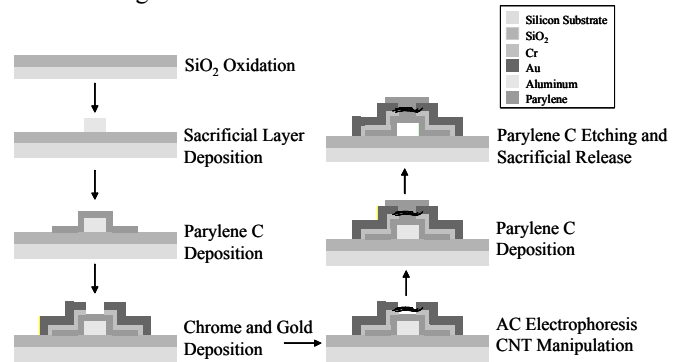 Silicon Substrate
SiO₂
Cr
Au
Aluminum
Parylene
SiO₂ Oxidation
Sacrificial Layer
Deposition
Parylene C
Deposition
Chrome and Gold
Deposition
AC Electrophoresis
CNT Manipulation
Parylene C
Deposition
Parylene C Etching and
Sacrificial Release